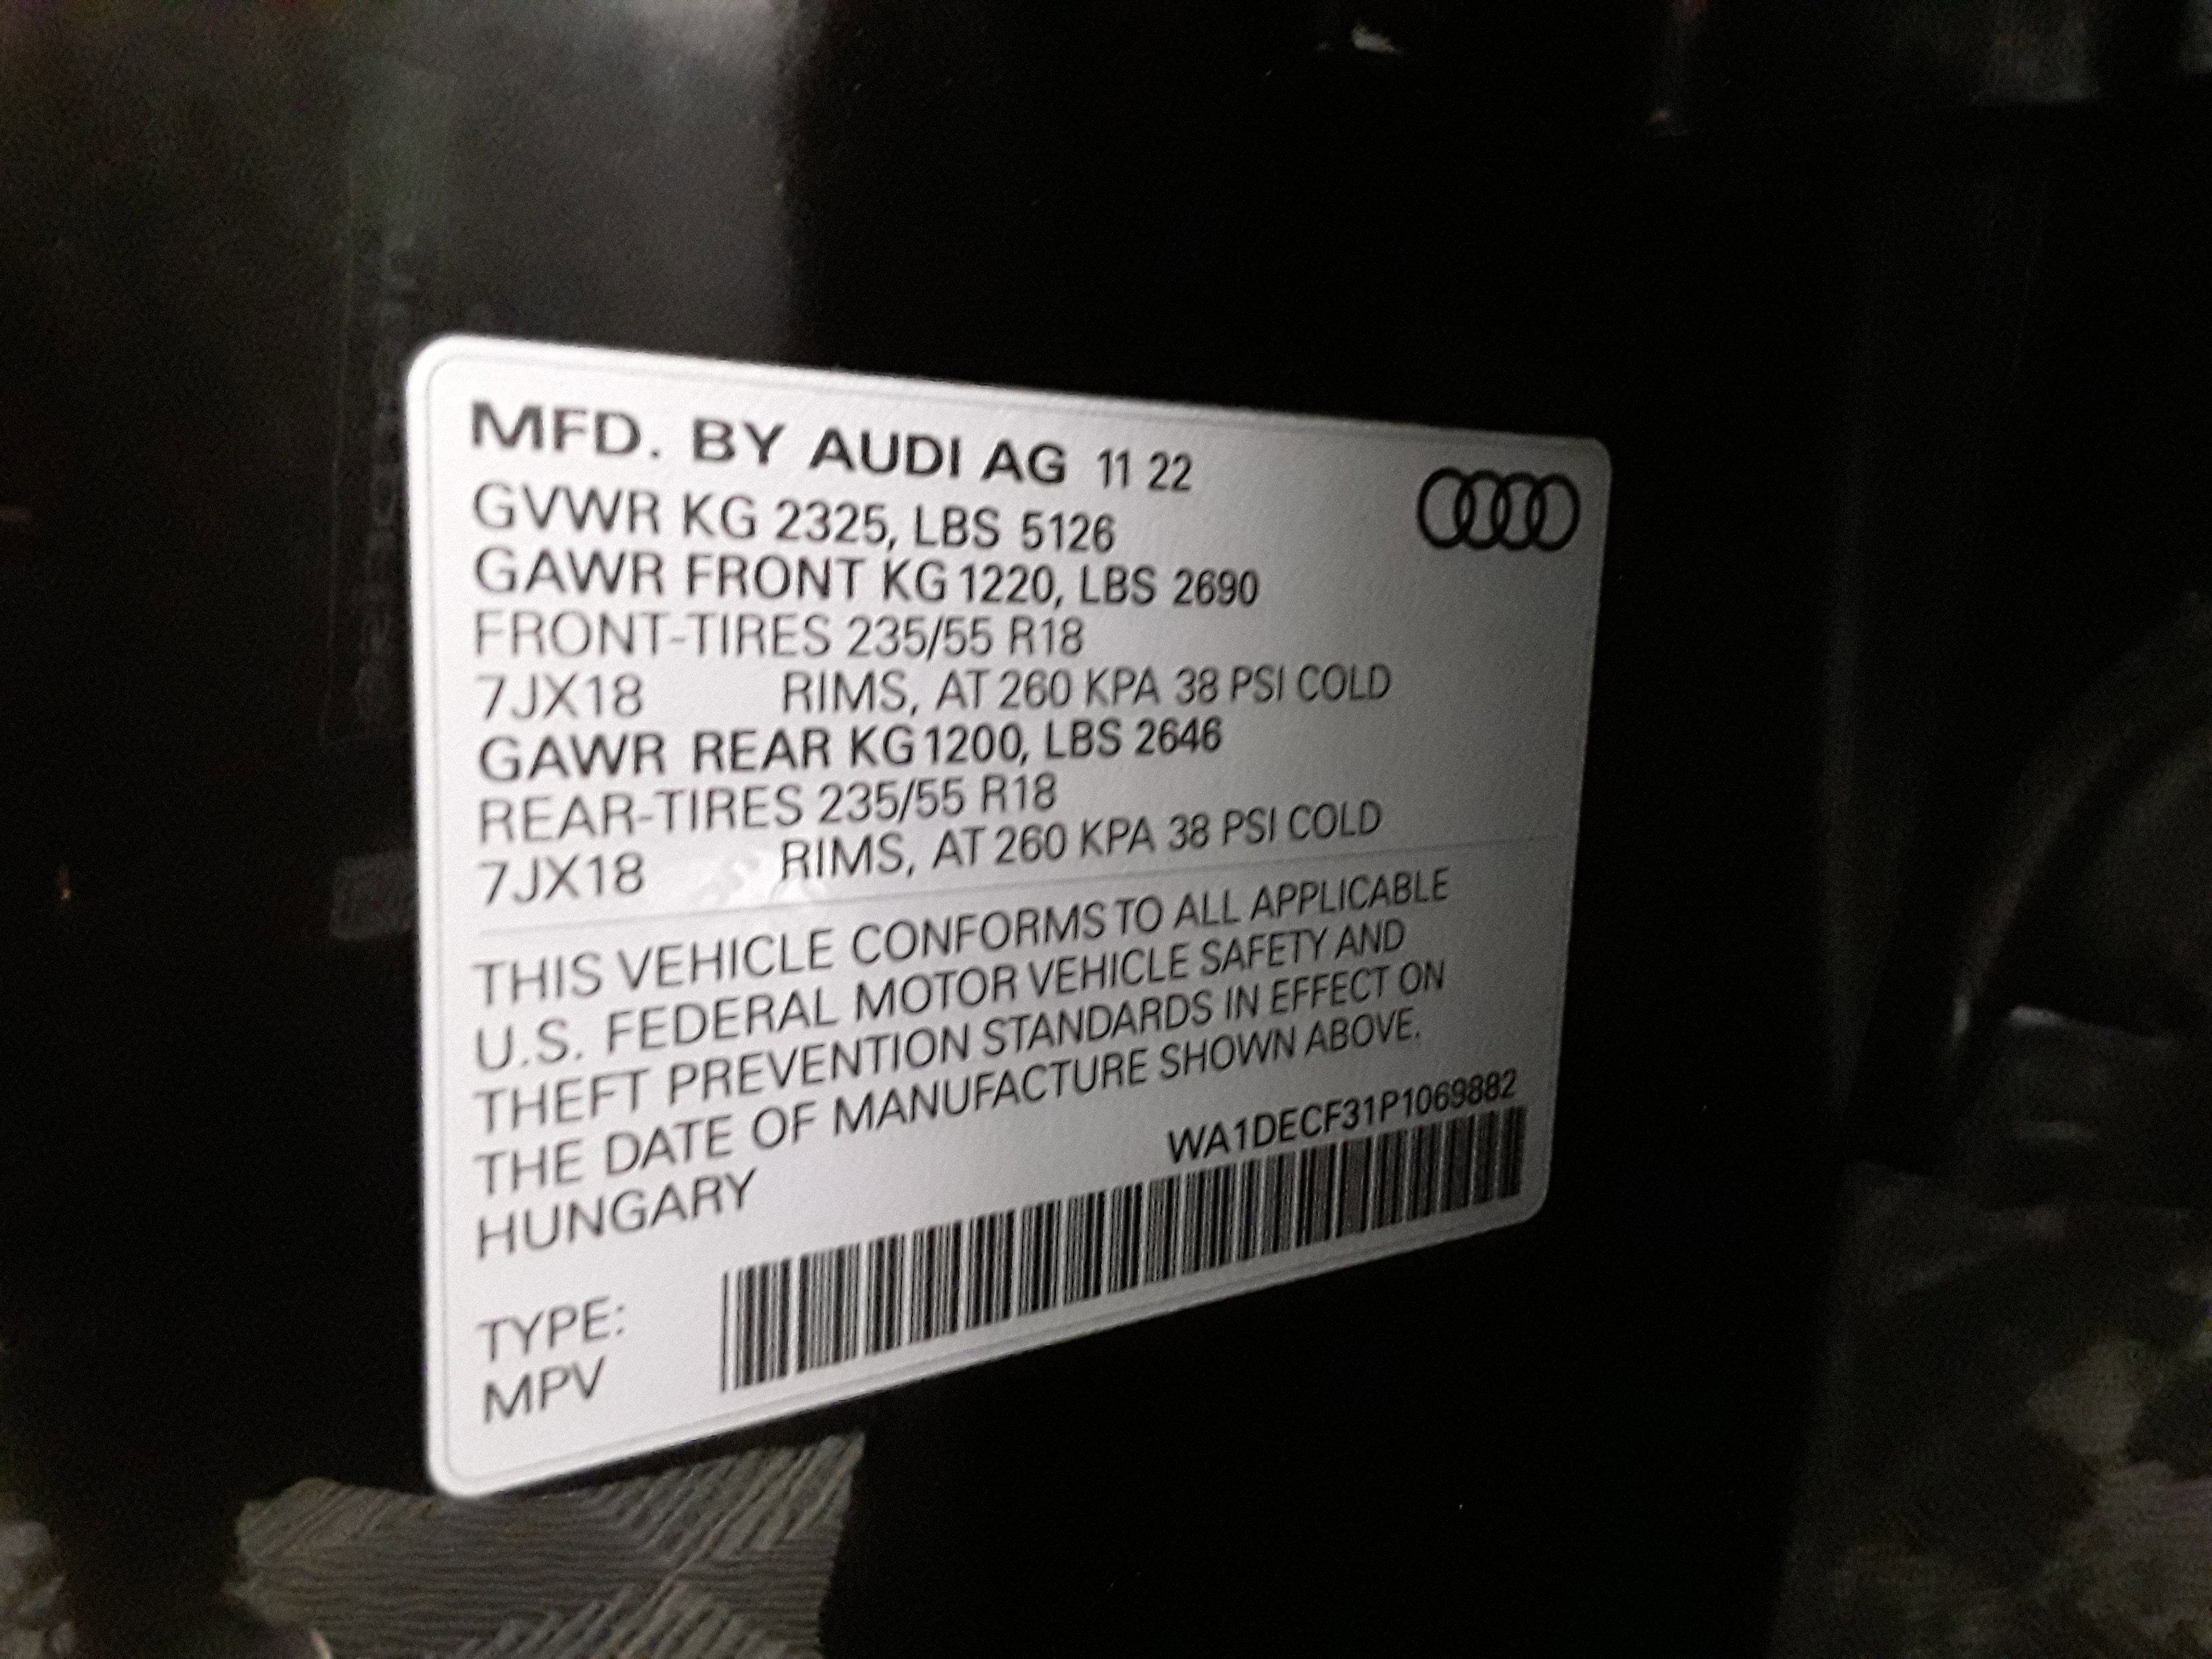 MFD. BY AUDI AG 11 22
GVWR KG 2325, LBS 5126
GAWR FRONT KG 1220, LBS 2690
FRONT-TIRES 235/55 R18
7JX18 RIMS, AT 260 KPA 38 PSI COLD
GAWR REAR KG 1200, LBS 2646
REAR-TIRES 235/55 R18
7JX18 RIMS, AT 260 KPA 38 PSI COLD
THIS VEHICLE CONFORMS TO ALL APPLICABLE
U.S. FEDERAL MOTOR VEHICLE SAFETY AND
THEFT PREVENTION STANDARDS IN EFFECT ON
THE DATE OF MANUFACTURE SHOWN ABOVE.
HUNGARY
WA1DECF31P1069882
TYPE:
MPV